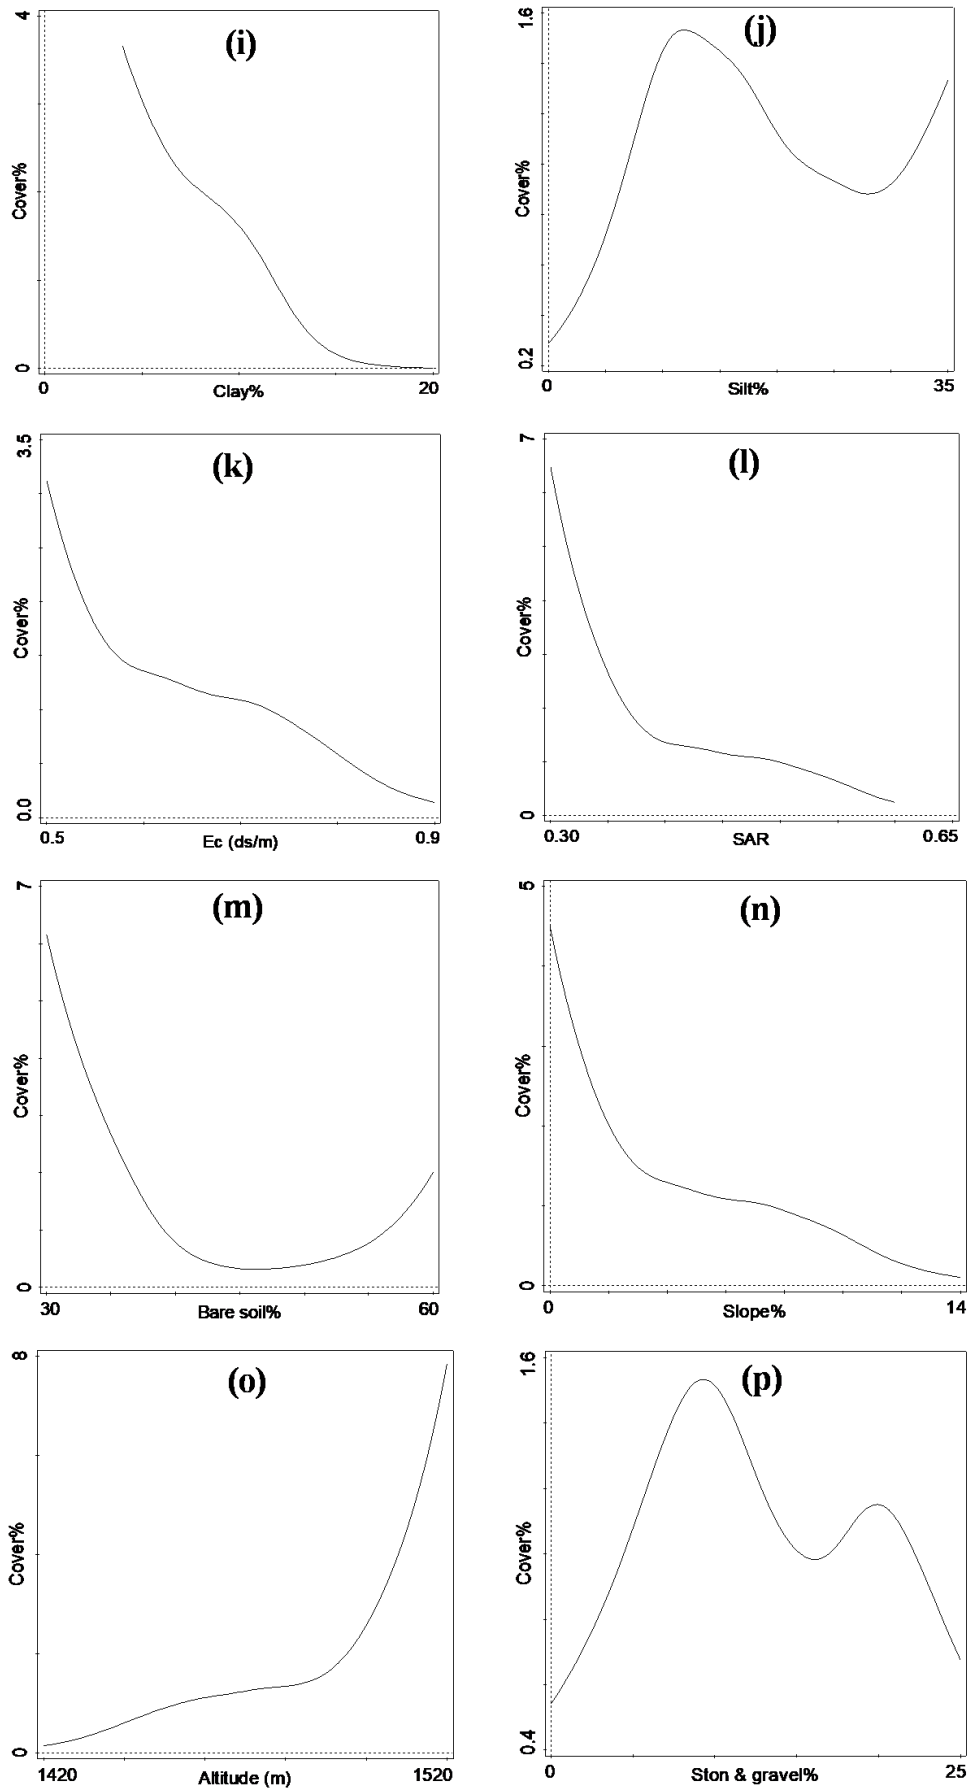 (i)
4
Cover%
0
0
Clay%
20
(j)
1.6
Cover%
0.2
0
Silt%
35
(k)
3.5
Cover%
0.0
0.5
Ec (ds/m)
0.9
(l)
7
Cover%
0
0.30
SAR
0.65
(m)
7
Cover%
0
30
Bare soil%
60
(n)
5
Cover%
0
0
Slope%
14
(o)
8
Cover%
0
1420
Altitude (m)
1520
(p)
1.6
Cover%
0.4
0
Ston & gravel%
25